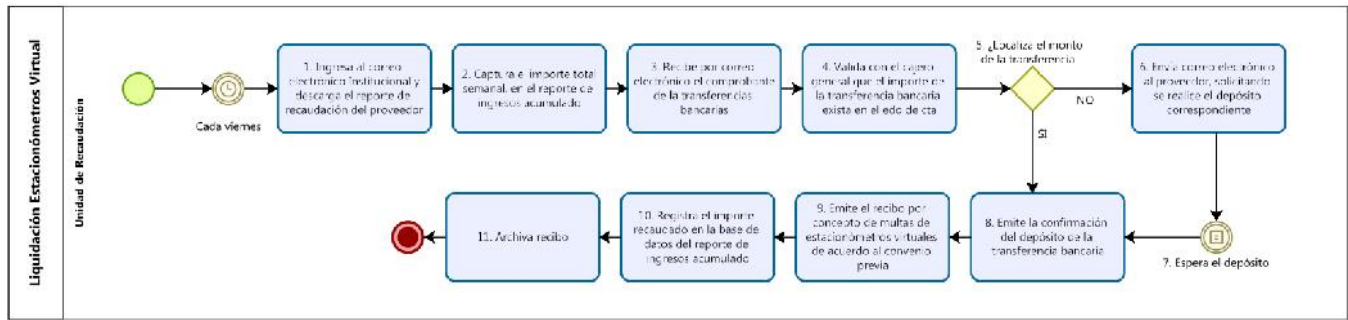 Liquidación Estacionómetros Virtual
Unidad de Recaudación
Cada viernes
1. Ingresa al correo
electrónico Institucional y
descarga el reporte de
recaudación del proveedor
2. Captura el importe total
semanal, en el reporte de
ingresos acumulado
3. Recibe por correo
electrónico el comprobante
de la transferencias
bancarias
4. Valida con el cajero
general que el importe de
la transferencia bancaria
exista en el edo de cta
5. ¿Localiza el monto
de la transferencia
NO
SI
6. Envía correo electrónico
al proveedor, solicitando
se realice el depósito
correspondiente
7. Espera el depósito
8. Emite la confirmación
del depósito de la
transferencia bancaria
9. Emite el recibo por
concepto de multas de
estacionómetros virtuales
de acuerdo al convenio
previa
10. Registra el importe
recaucado en la base de
datos del reporte de
ingresos acumulado
11. Archiva recibo